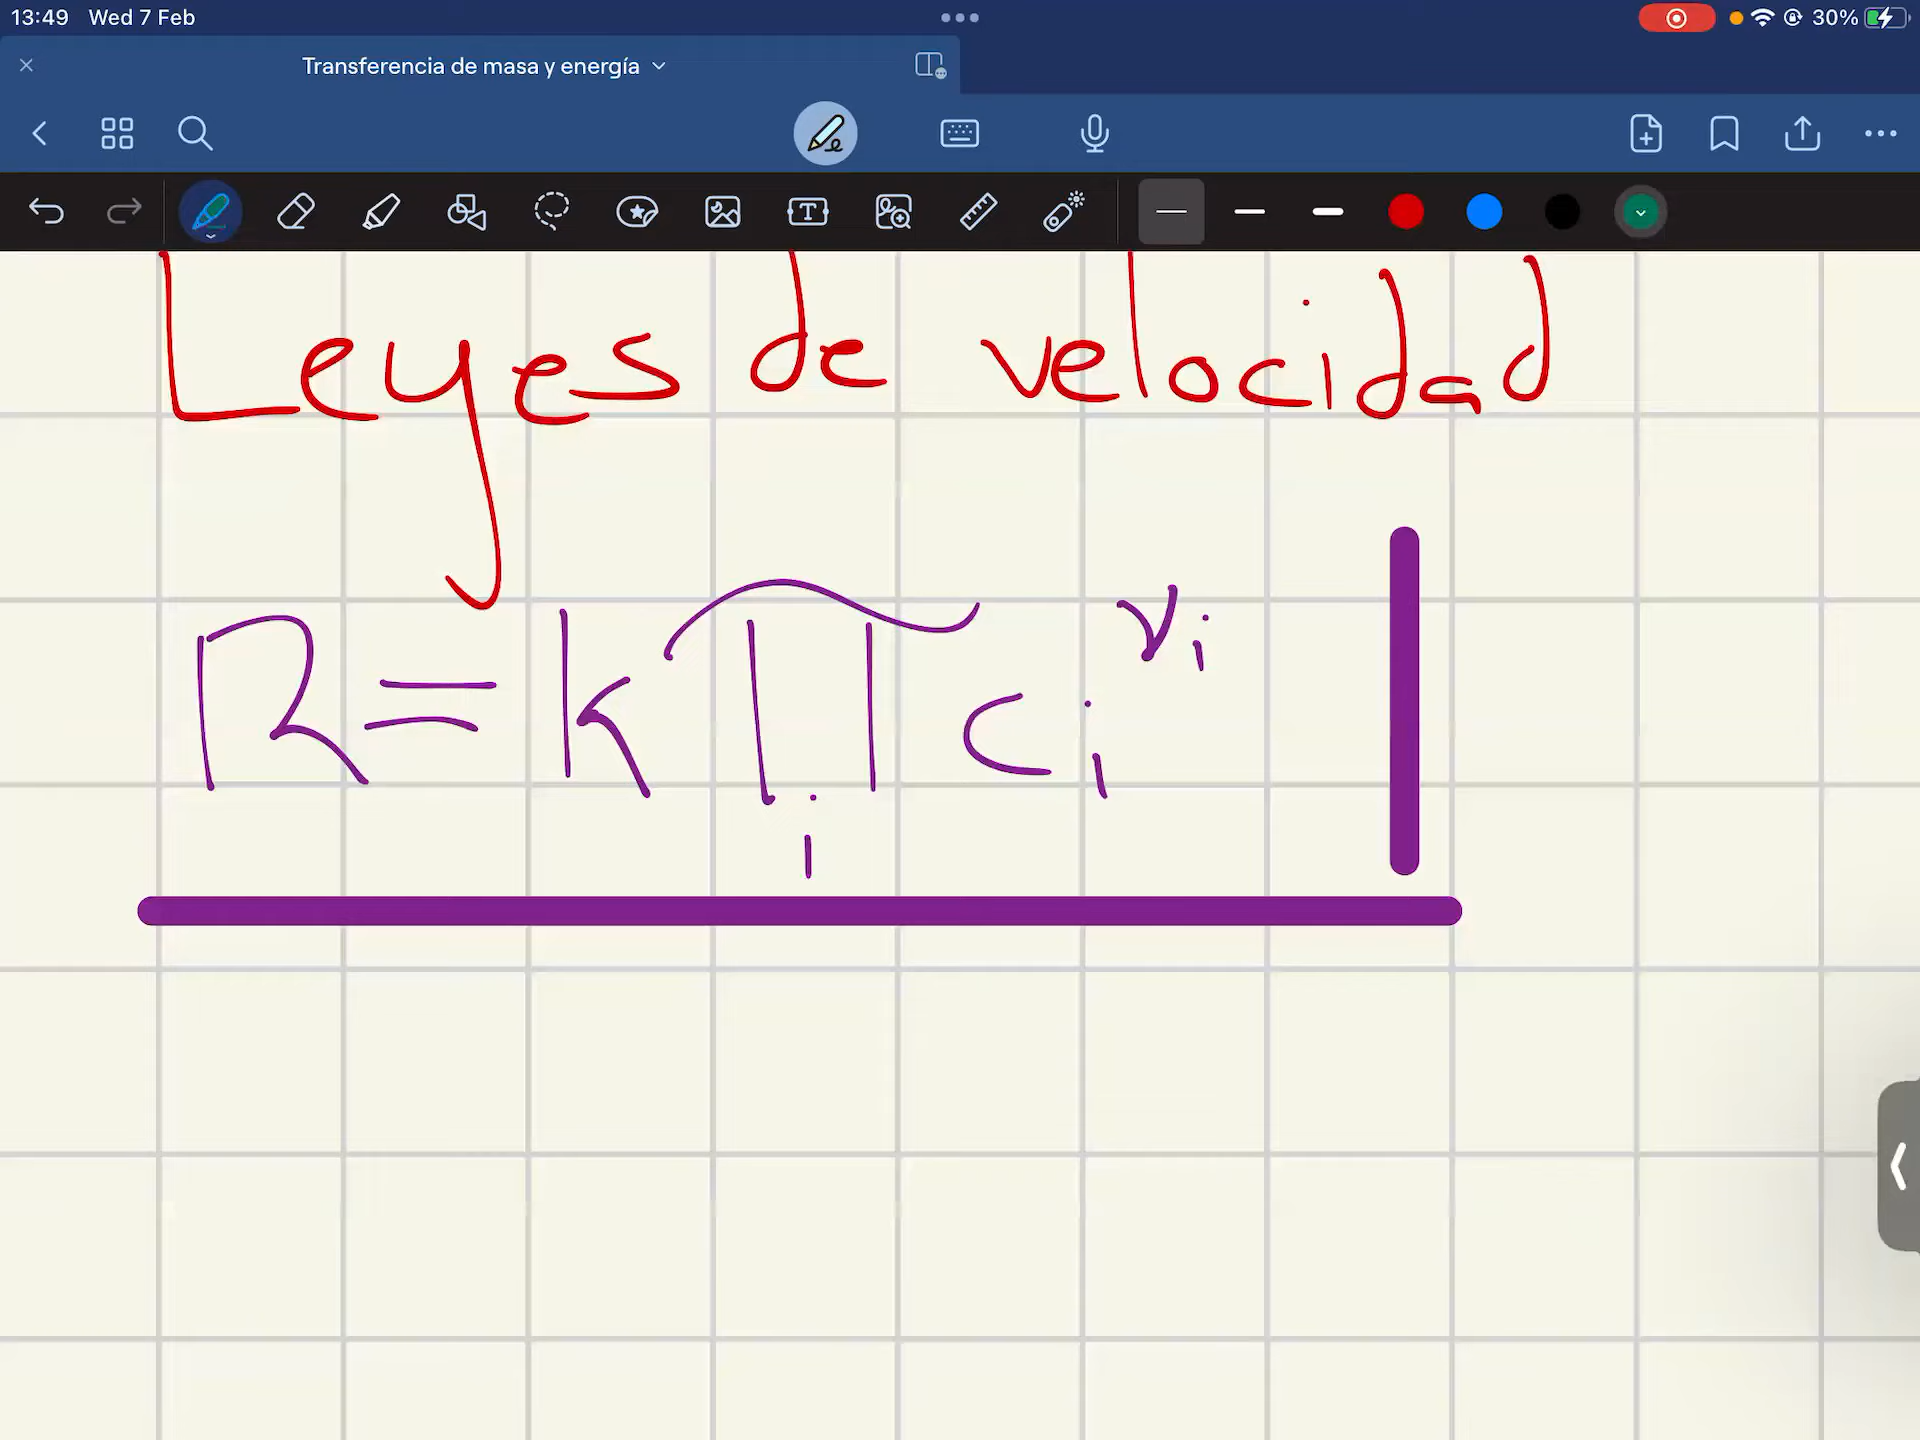 13:49 Wed 7 Feb
30%
Transferencia de masa y energía
Leyes de velocidad
R = k ∏ᵢ cᵢ^νᵢ